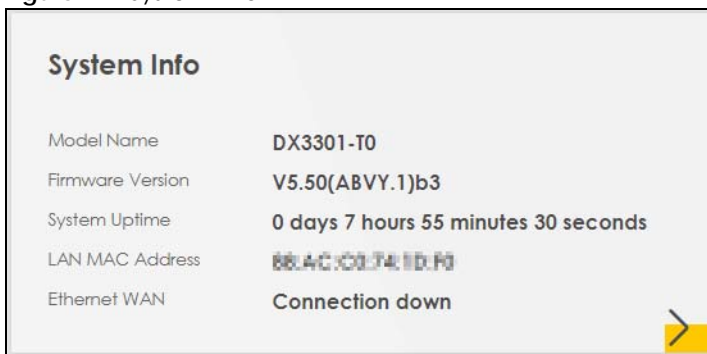 System Info
Model Name DX3301-T0
Firmware Version V5.50(ABVY.1)b3
System Uptime 0 days 7 hours 55 minutes 30 seconds
LAN MAC Address
Ethernet WAN Connection down